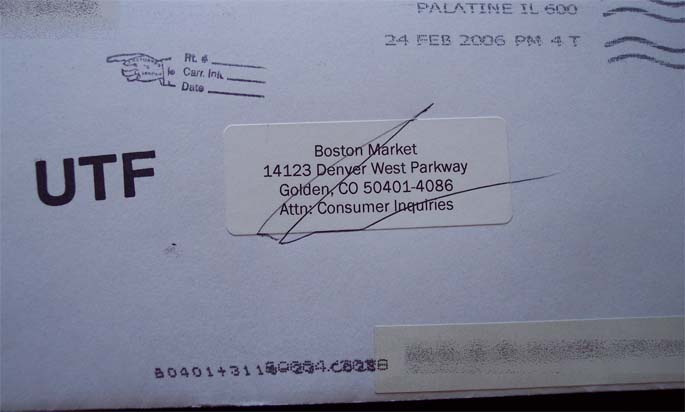 PALATINE IL 600
24 FEB 2006 PM 4 T
Rt. #
Carr. Int.
Date
UTF
Boston Market
14123 Denver West Parkway
Golden, CO 50401-4086
Attn: Consumer Inquiries